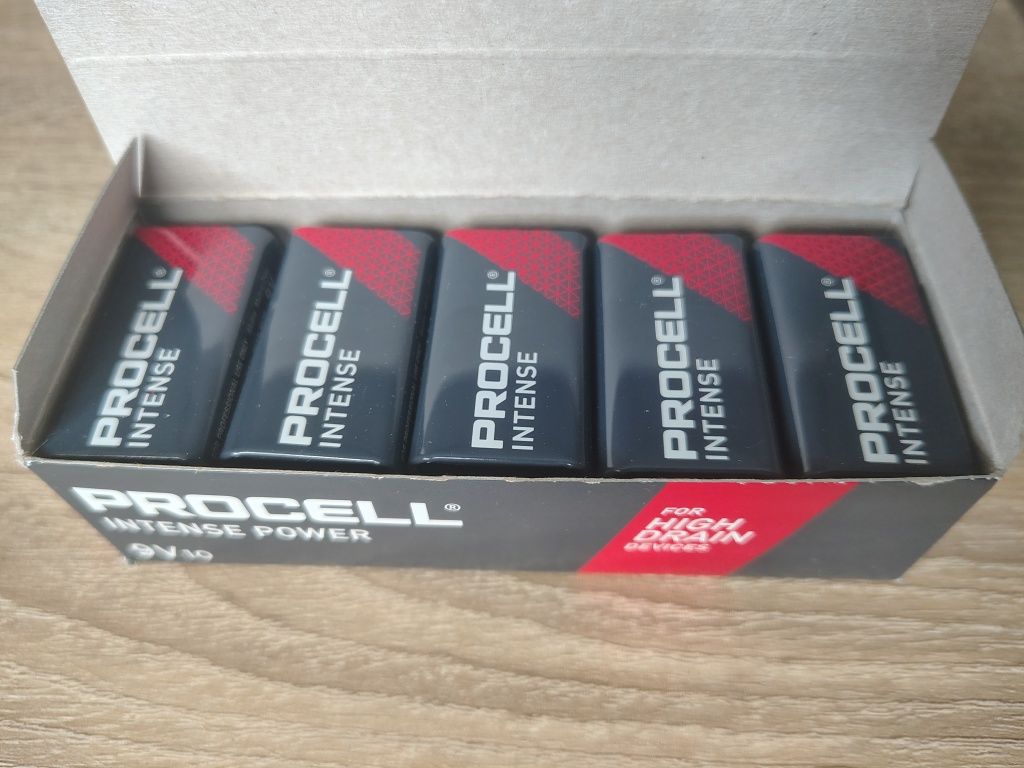 PROCELL®
INTENSE
PROCELL®
INTENSE
PROCELL®
INTENSE
PROCELL®
INTENSE
PROCELL®
INTENSE
PROCELL®
INTENSE POWER
9V 10
FOR
HIGH
DRAIN
DEVICES